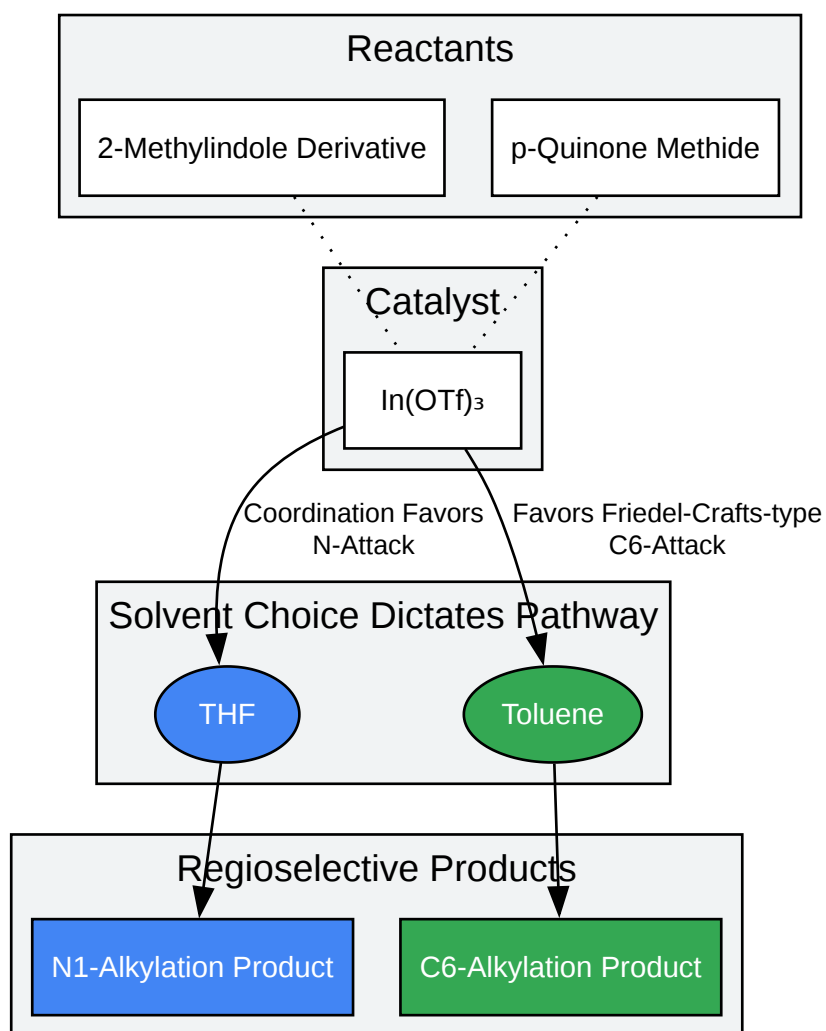 Reactants
2-Methylindole Derivative
p-Quinone Methide
Catalyst
In(OTf)₃
Coordination Favors
N-Attack
Favors Friedel-Crafts-type
C6-Attack
Solvent Choice Dictates Pathway
THF
Toluene
Regioselective Products
N1-Alkylation Product
C6-Alkylation Product